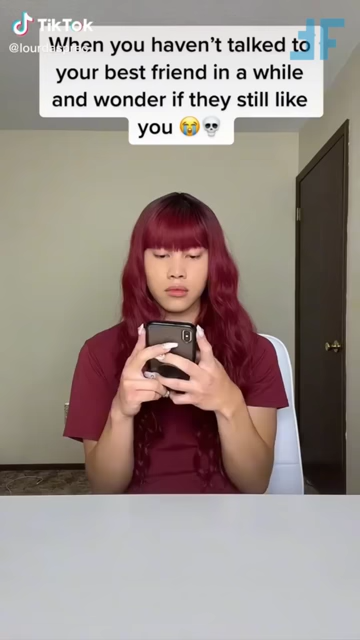 TikTok
When you haven't talked to
your best friend in a while
and wonder if they still like
you 😭💀